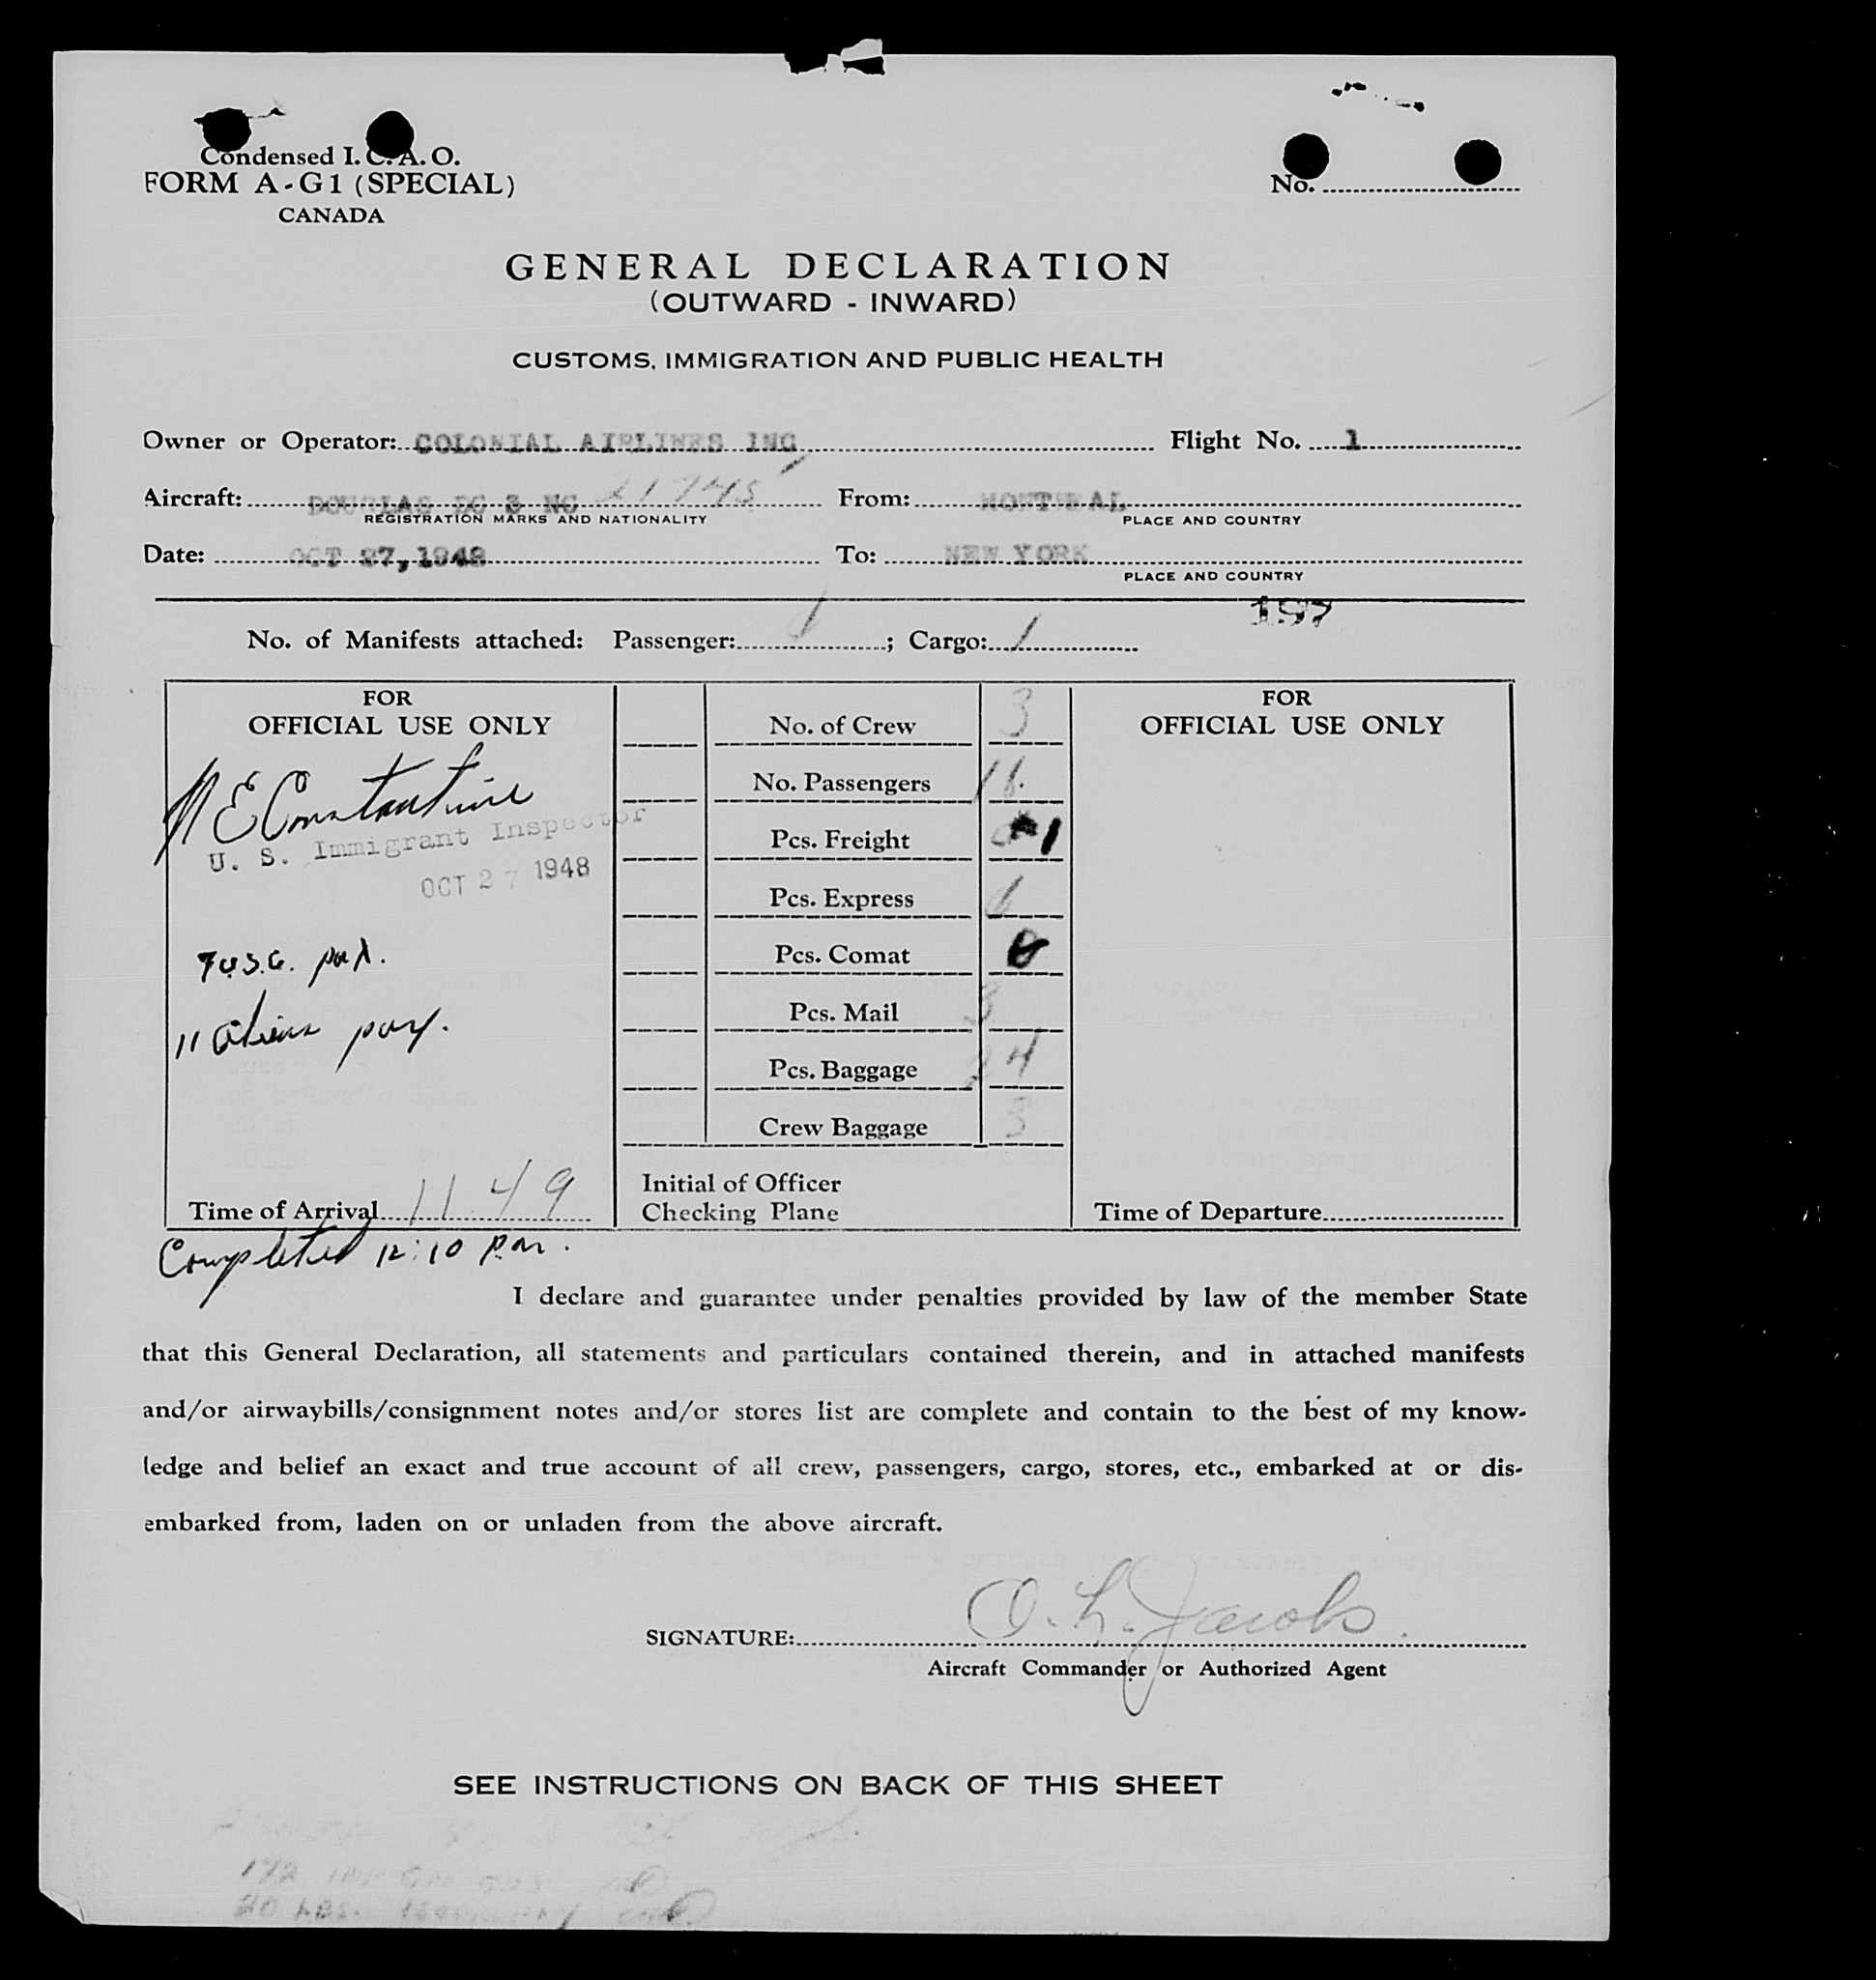 Condensed I. C. A. O.
FORM A-G1 (SPECIAL)
CANADA
No.
GENERAL DECLARATION
(OUTWARD - INWARD)
CUSTOMS, IMMIGRATION AND PUBLIC HEALTH
Owner or Operator: COLONIAL AIRLINES INC Flight No. 1
Aircraft: DOUGLAS DC 3 NC 21745 From: MONTREAL
REGISTRATION MARKS AND NATIONALITY PLACE AND COUNTRY
Date: OCT 27, 1948 To: NEW YORK
PLACE AND COUNTRY
197
No. of Manifests attached: Passenger: 1 ; Cargo: 1
FOR
OFFICIAL USE ONLY
N E Constantine
U. S. Immigrant Inspector
OCT 27 1948
7 U.S.C. pax.
11 Aliens pax.
Time of Arrival 11 49
Completed 12:10 P.M.
No. of Crew 3
No. Passengers 18
Pcs. Freight 1
Pcs. Express
Pcs. Comat
Pcs. Mail 3
Pcs. Baggage 24
Crew Baggage 3
Initial of Officer
Checking Plane
FOR
OFFICIAL USE ONLY
Time of Departure
I declare and guarantee under penalties provided by law of the member State
that this General Declaration, all statements and particulars contained therein, and in attached manifests
and/or airwaybills/consignment notes and/or stores list are complete and contain to the best of my know-
ledge and belief an exact and true account of all crew, passengers, cargo, stores, etc., embarked at or dis-
embarked from, laden on or unladen from the above aircraft.
SIGNATURE: O. L. Jacobs.
Aircraft Commander or Authorized Agent
SEE INSTRUCTIONS ON BACK OF THIS SHEET
172
20 LBS.